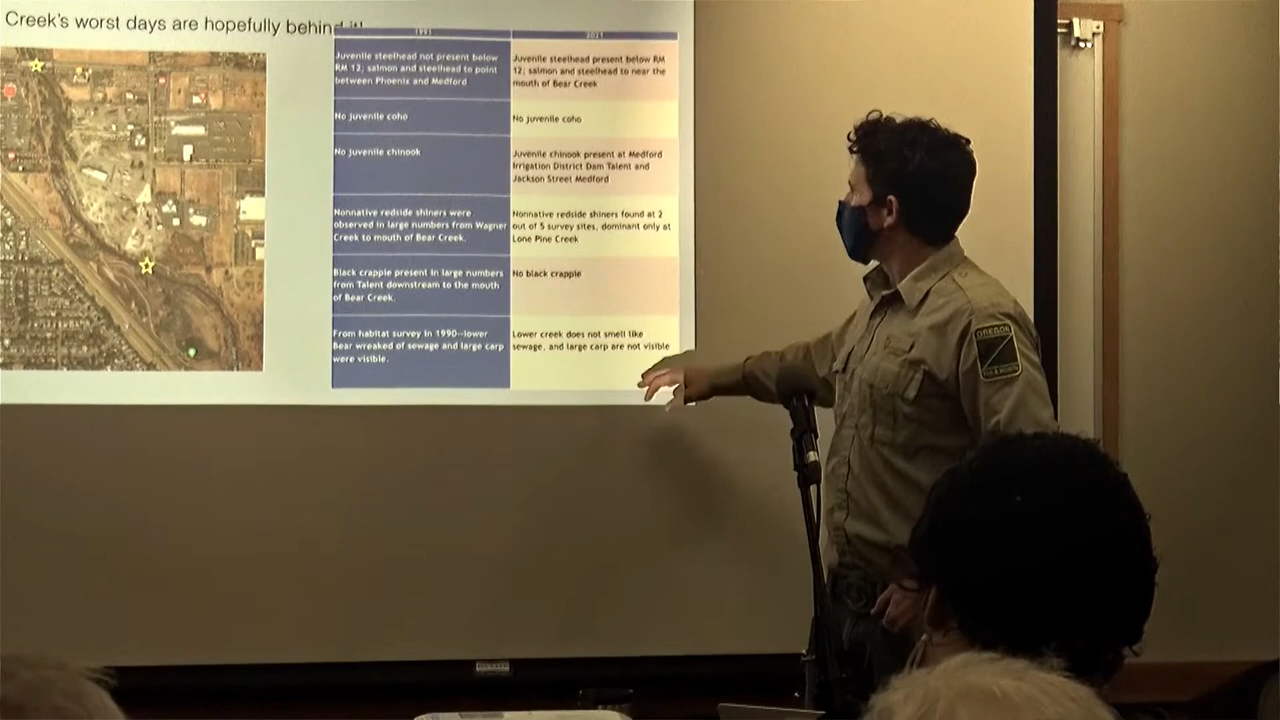 Creek's worst days are hopefully behind it!
1991
2021
Juvenile steelhead not present below
RM 12; salmon and steelhead to point
between Phoenix and Medford
Juvenile steelhead present below RM
12; salmon and steelhead to near the
mouth of Bear Creek
No juvenile coho
No juvenile coho
No juvenile chinook
Juvenile chinook present at Medford
Irrigation District Dam Talent and
Jackson Street Medford
Nonnative redside shiners were
observed in large numbers from Wagner
Creek to mouth of Bear Creek.
Nonnative redside shiners found at 2
out of 5 survey sites, dominant only at
Lone Pine Creek
Black crappie present in large numbers
from Talent downstream to the mouth
of Bear Creek.
No black crappie
From habitat survey in 1990--lower
Bear wreaked of sewage and large carp
were visible.
Lower creek does not smell like
sewage, and large carp are not visible
OREGON